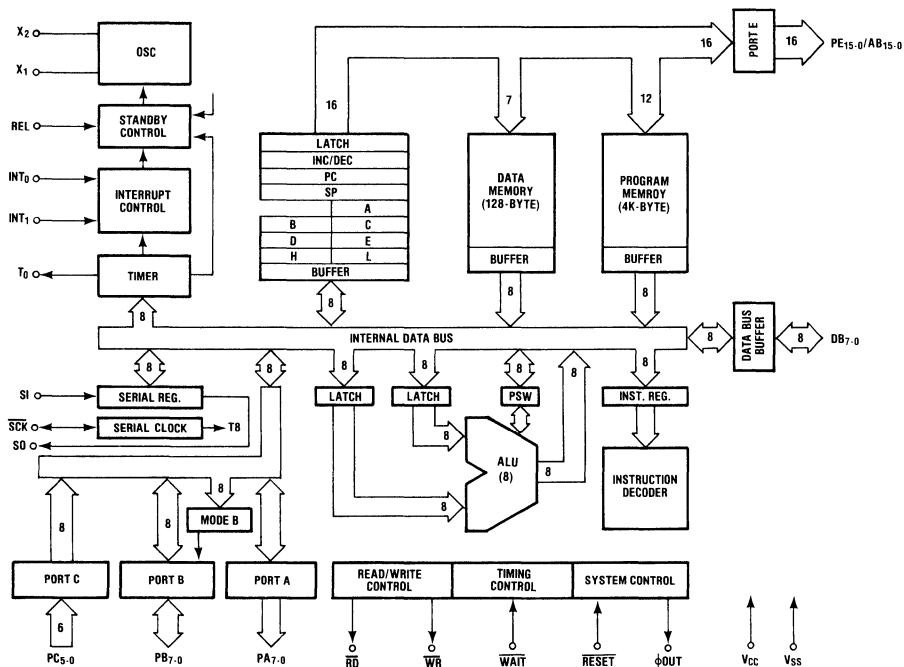 X2
OSC
X1
REL
STANDBY
CONTROL
INT0
INTERRUPT
CONTROL
INT1
T0
TIMER
8
16
LATCH
INC/DEC
PC
SP
A
B C
D E
H L
BUFFER
8
7
DATA
MEMORY
(128-BYTE)
BUFFER
8
12
PROGRAM
MEMROY
(4K-BYTE)
BUFFER
8
16
PORT E
16
PE15-0/AB15-0
INTERNAL DATA BUS
8
DATA BUS
BUFFER
8
DB7-0
8
8
SI
SERIAL REG.
SCK
SERIAL CLOCK
T8
SO
8
LATCH
8
LATCH
8
PSW
8
8
INST. REG.
8
8
ALU
(8)
8
INSTRUCTION
DECODER
8
8
8
MODE B
8
PORT C
PORT B
PORT A
6
PC5-0
PB7-0
PA7-0
READ/WRITE
CONTROL
TIMING
CONTROL
SYSTEM CONTROL
RD
WR
WAIT
RESET
ϕOUT
VCC
VSS